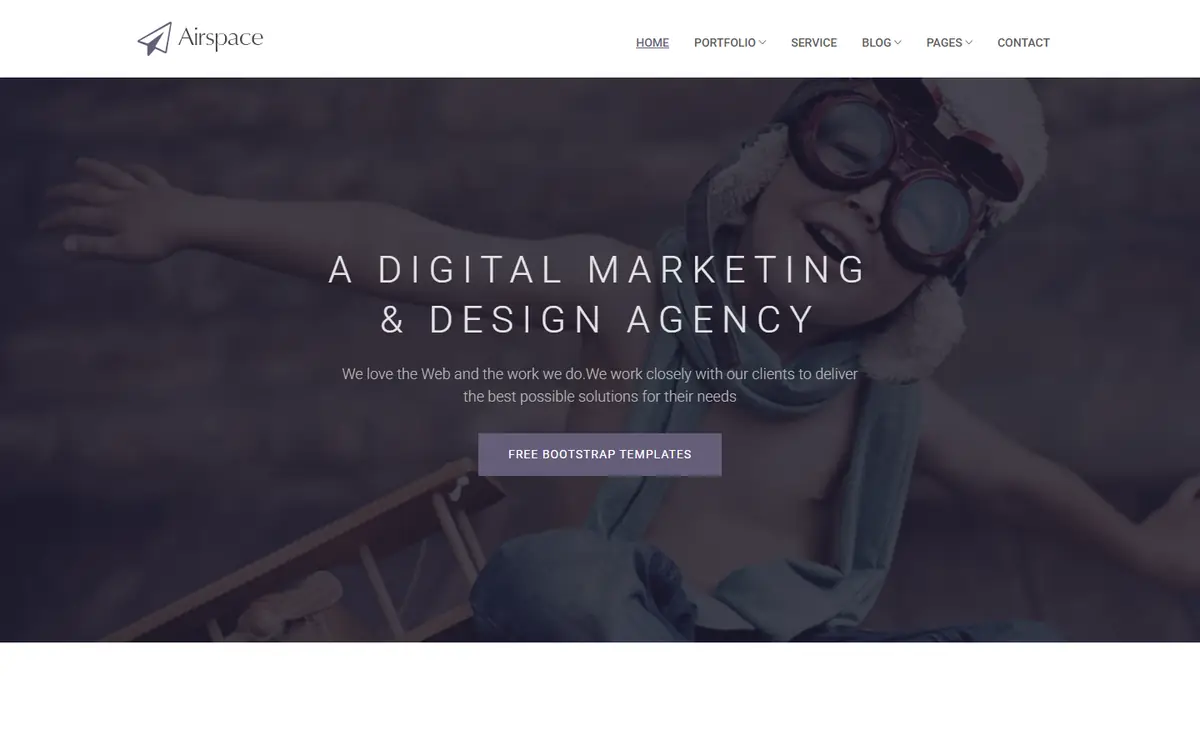 Airspace
HOME
PORTFOLIO
SERVICE
BLOG
PAGES
CONTACT
A DIGITAL MARKETING
& DESIGN AGENCY
We love the Web and the work we do.We work closely with our clients to deliver
the best possible solutions for their needs
FREE BOOTSTRAP TEMPLATES